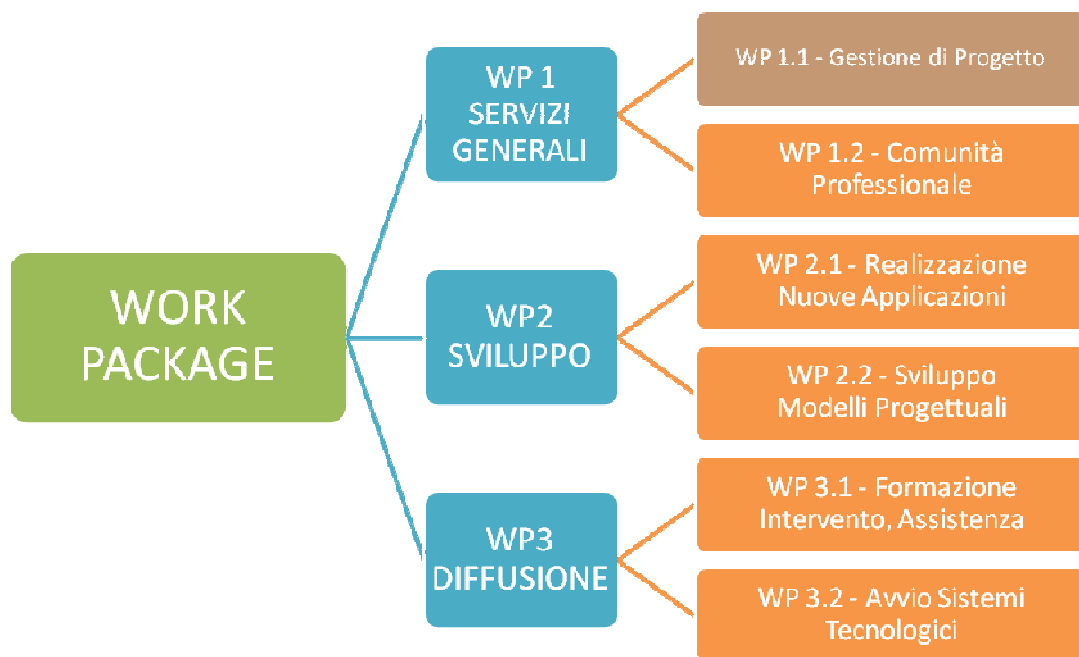 WORK
PACKAGE
WP 1
SERVIZI
GENERALI
WP 1.1 - Gestione di Progetto
WP 1.2 - Comunità
Professionale
WP2
SVILUPPO
WP 2.1 - Realizzazione
Nuove Applicazioni
WP 2.2 - Sviluppo
Modelli Progettuali
WP3
DIFFUSIONE
WP 3.1 - Formazione
Intervento, Assistenza
WP 3.2 - Avvio Sistemi
Tecnologici